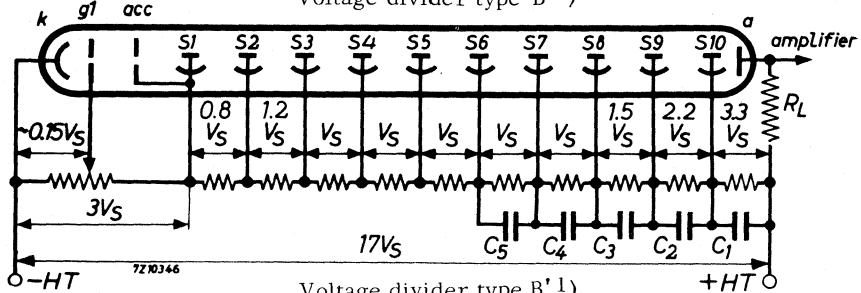 Voltage divider type B'
k g1 acc S1 S2 S3 S4 S5 S6 S7 S8 S9 S10 a
amplifier
0.8 1.2 1.5 2.2 3.3 RL
~0.15VS VS VS VS VS VS VS VS VS VS VS
3VS
C5 C4 C3 C2 C1
17VS
7Z10346
-HT +HT
Voltage divider type B'1)